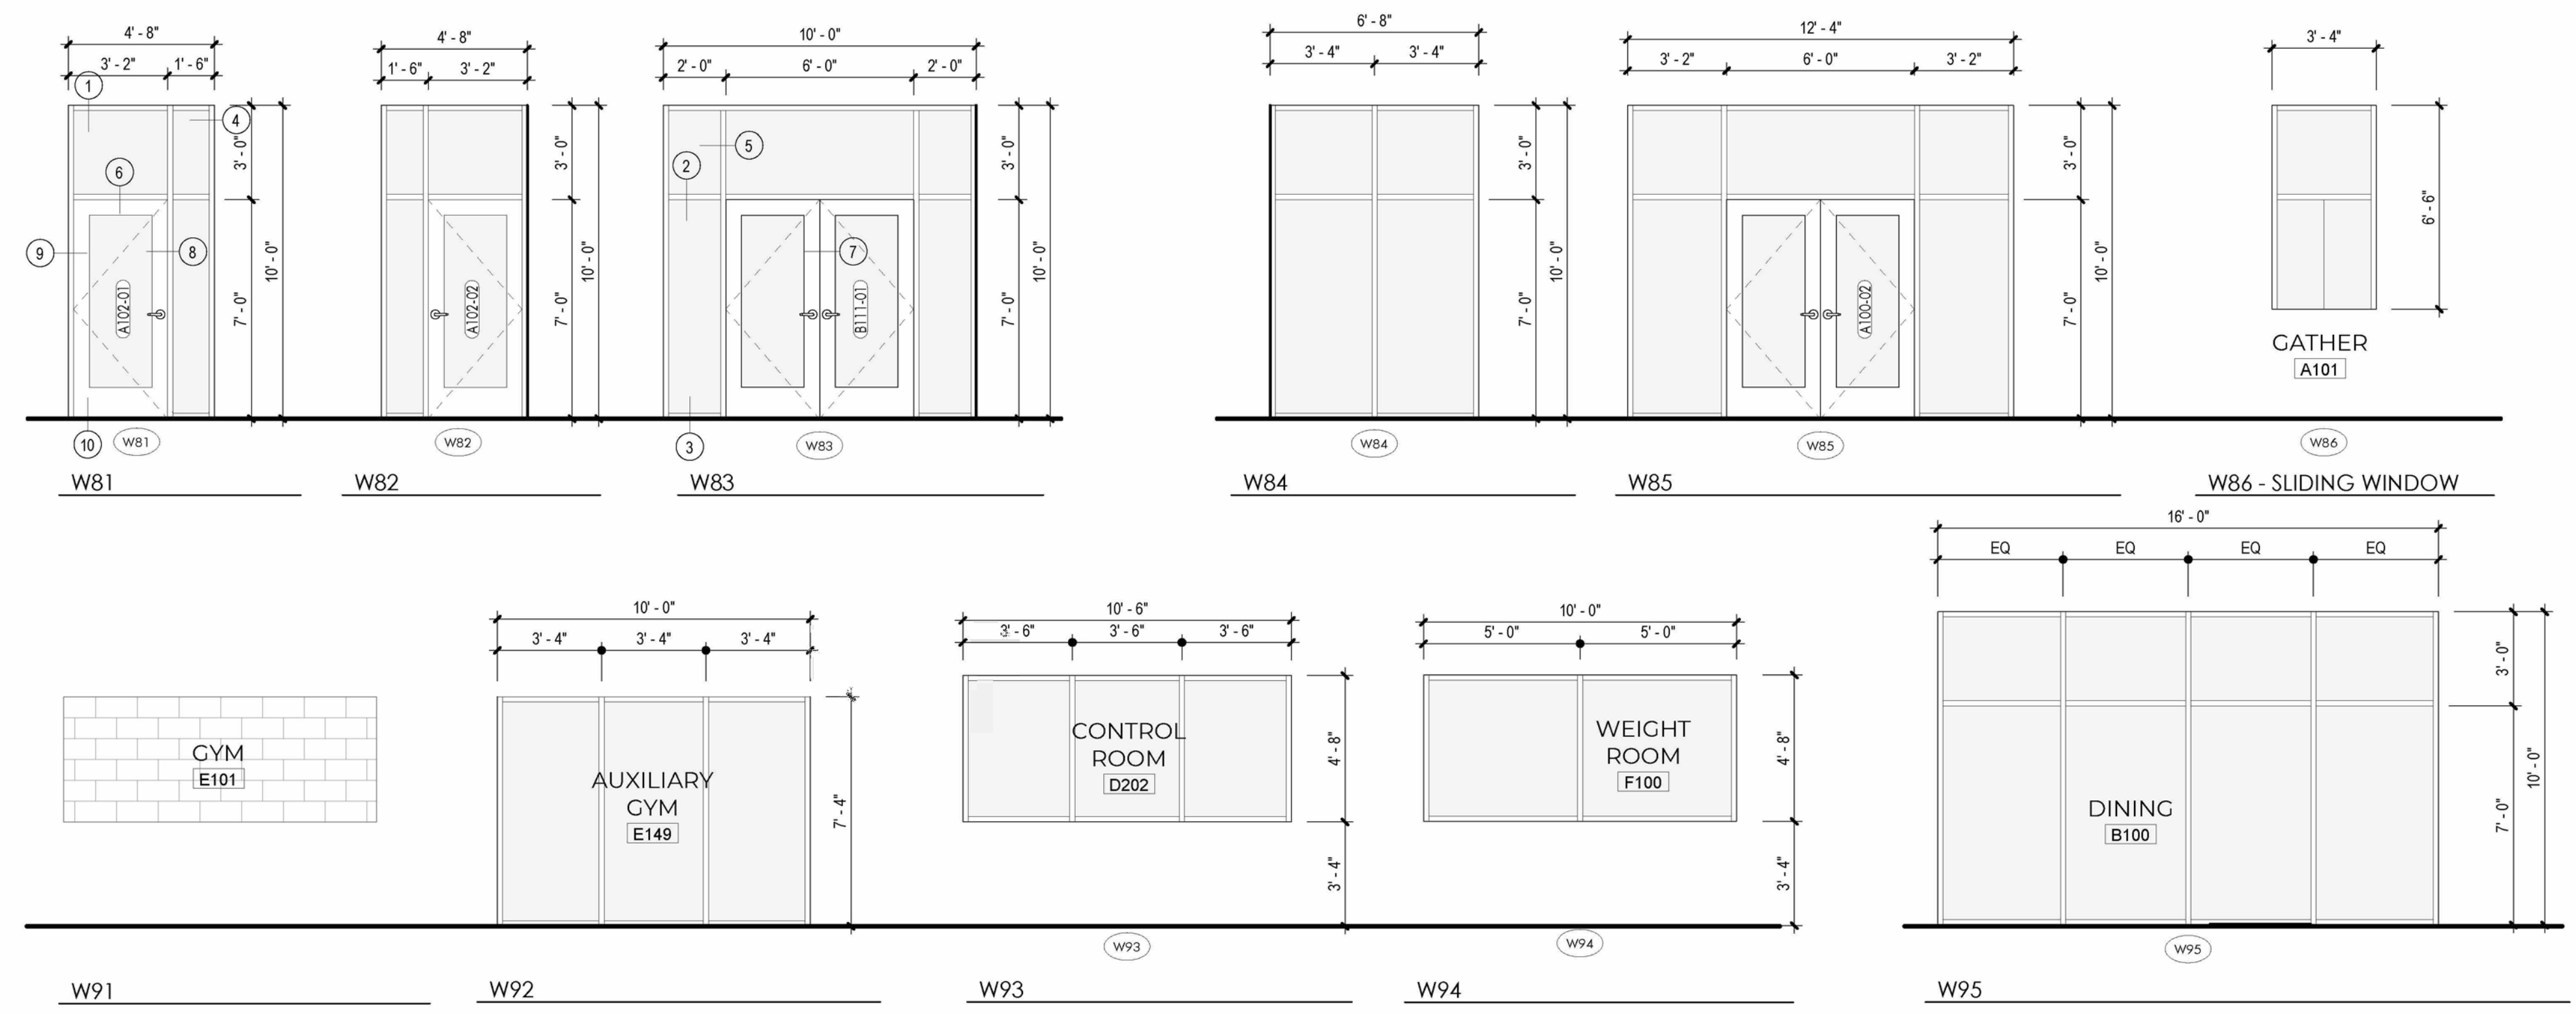 4' - 8"
3' - 2" 1' - 6"
1
4
6
9
8
A102-01
3' - 0"
7' - 0"
10' - 0"
10
W81
W81
4' - 8"
1' - 6" 3' - 2"
A102-02
3' - 0"
7' - 0"
10' - 0"
W82
W82
10' - 0"
2' - 0" 6' - 0" 2' - 0"
5
2
7
B111-01
3' - 0"
7' - 0"
10' - 0"
3
W83
W83
6' - 8"
3' - 4" 3' - 4"
3' - 0"
7' - 0"
10' - 0"
W84
W84
12' - 4"
3' - 2" 6' - 0" 3' - 2"
A100-02
3' - 0"
7' - 0"
10' - 0"
W85
W85
3' - 4"
6' - 6"
GATHER
A101
W86
W86 - SLIDING WINDOW
GYM
E101
W91
10' - 0"
3' - 4" 3' - 4" 3' - 4"
AUXILIARY
GYM
E149
7' - 4"
W92
10' - 6"
3' - 6" 3' - 6" 3' - 6"
CONTROL
ROOM
D202
4' - 8"
3' - 4"
W93
W93
10' - 0"
5' - 0" 5' - 0"
WEIGHT
ROOM
F100
4' - 8"
3' - 4"
W94
W94
16' - 0"
EQ EQ EQ EQ
DINING
B100
3' - 0"
7' - 0"
10' - 0"
W95
W95